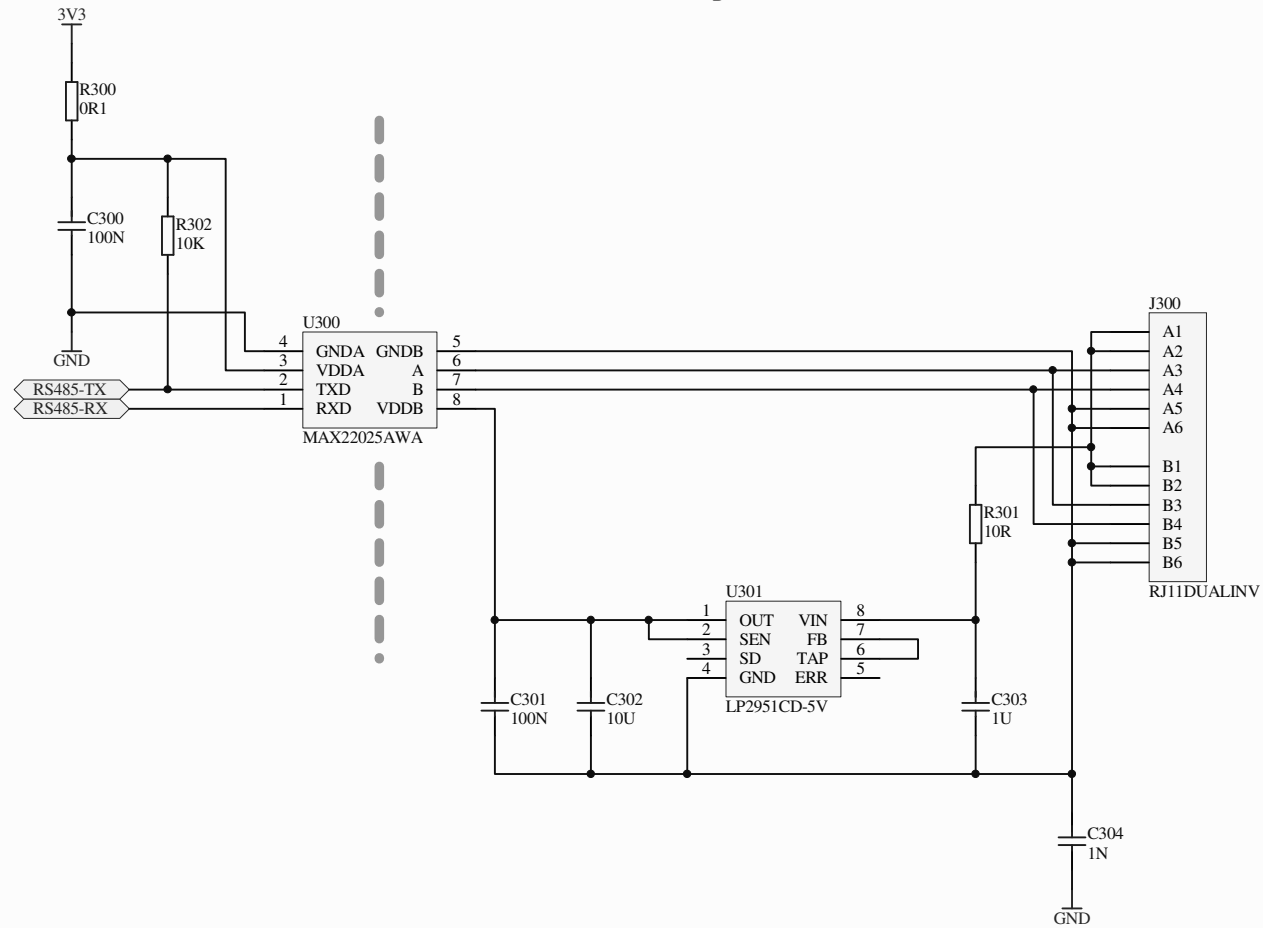 3V3
R300
0R1
C300
100N
R302
10K
GND
RS485-TX
RS485-RX
U300
4 GNDA GNDB 5
3 VDDA A 6
2 TXD B 7
1 RXD VDDB 8
MAX22025AWA
J300
A1
A2
A3
A4
A5
A6
B1
B2
B3
B4
B5
B6
RJ11DUALINV
R301
10R
U301
1 OUT VIN 8
2 SEN FB 7
3 SD TAP 6
4 GND ERR 5
LP2951CD-5V
C301
100N
C302
10U
C303
1U
C304
1N
GND